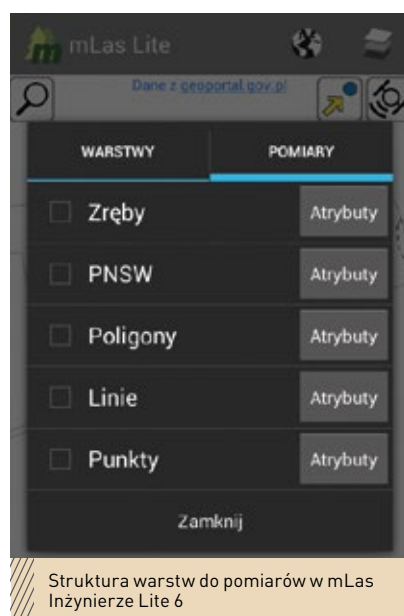 mLas Lite
Dane z geoportal.gov.pl
WARSTWY POMIARY
Zręby Atrybuty
PNSW Atrybuty
Poligony Atrybuty
Linie Atrybuty
Punkty Atrybuty
Zamknij
Struktura warstw do pomiarów w mLas
Inżynierze Lite 6